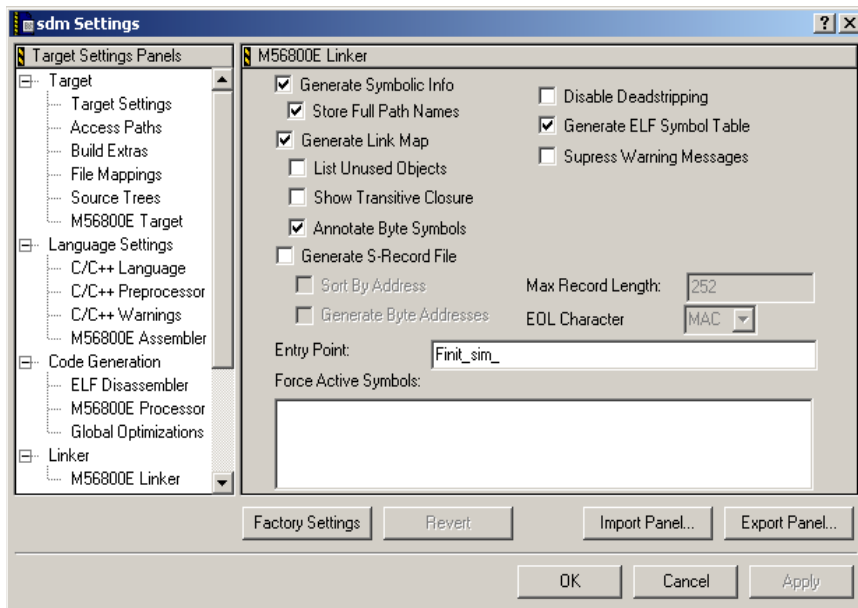 sdm Settings
Target Settings Panels
Target
Target Settings
Access Paths
Build Extras
File Mappings
Source Trees
M56800E Target
Language Settings
C/C++ Language
C/C++ Preprocessor
C/C++ Warnings
M56800E Assembler
Code Generation
ELF Disassembler
M56800E Processor
Global Optimizations
Linker
M56800E Linker
M56800E Linker
Generate Symbolic Info
Store Full Path Names
Generate Link Map
List Unused Objects
Show Transitive Closure
Annotate Byte Symbols
Generate S-Record File
Sort By Address
Generate Byte Addresses
Disable Deadstripping
Generate ELF Symbol Table
Supress Warning Messages
Max Record Length: 252
EOL Character MAC
Entry Point: Finit_sim_
Force Active Symbols:
Factory Settings
Revert
Import Panel...
Export Panel...
OK
Cancel
Apply